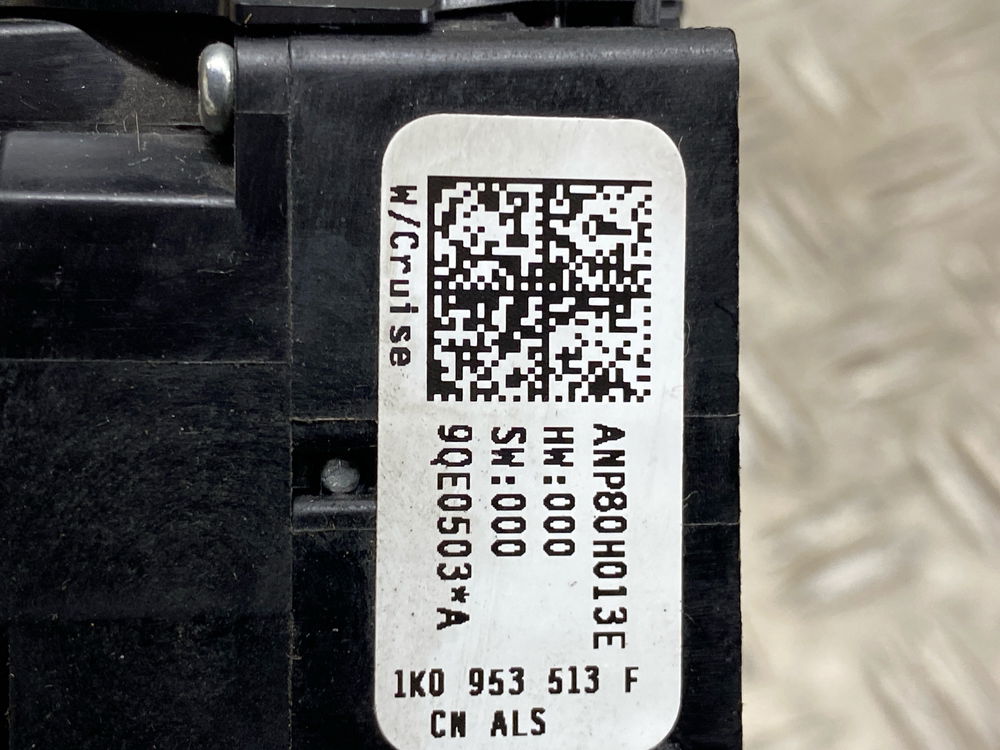 W/Cruise
ANP80H013E
HW:000
SW:000
9QE0503*A
1K0 953 513 F
CN ALS